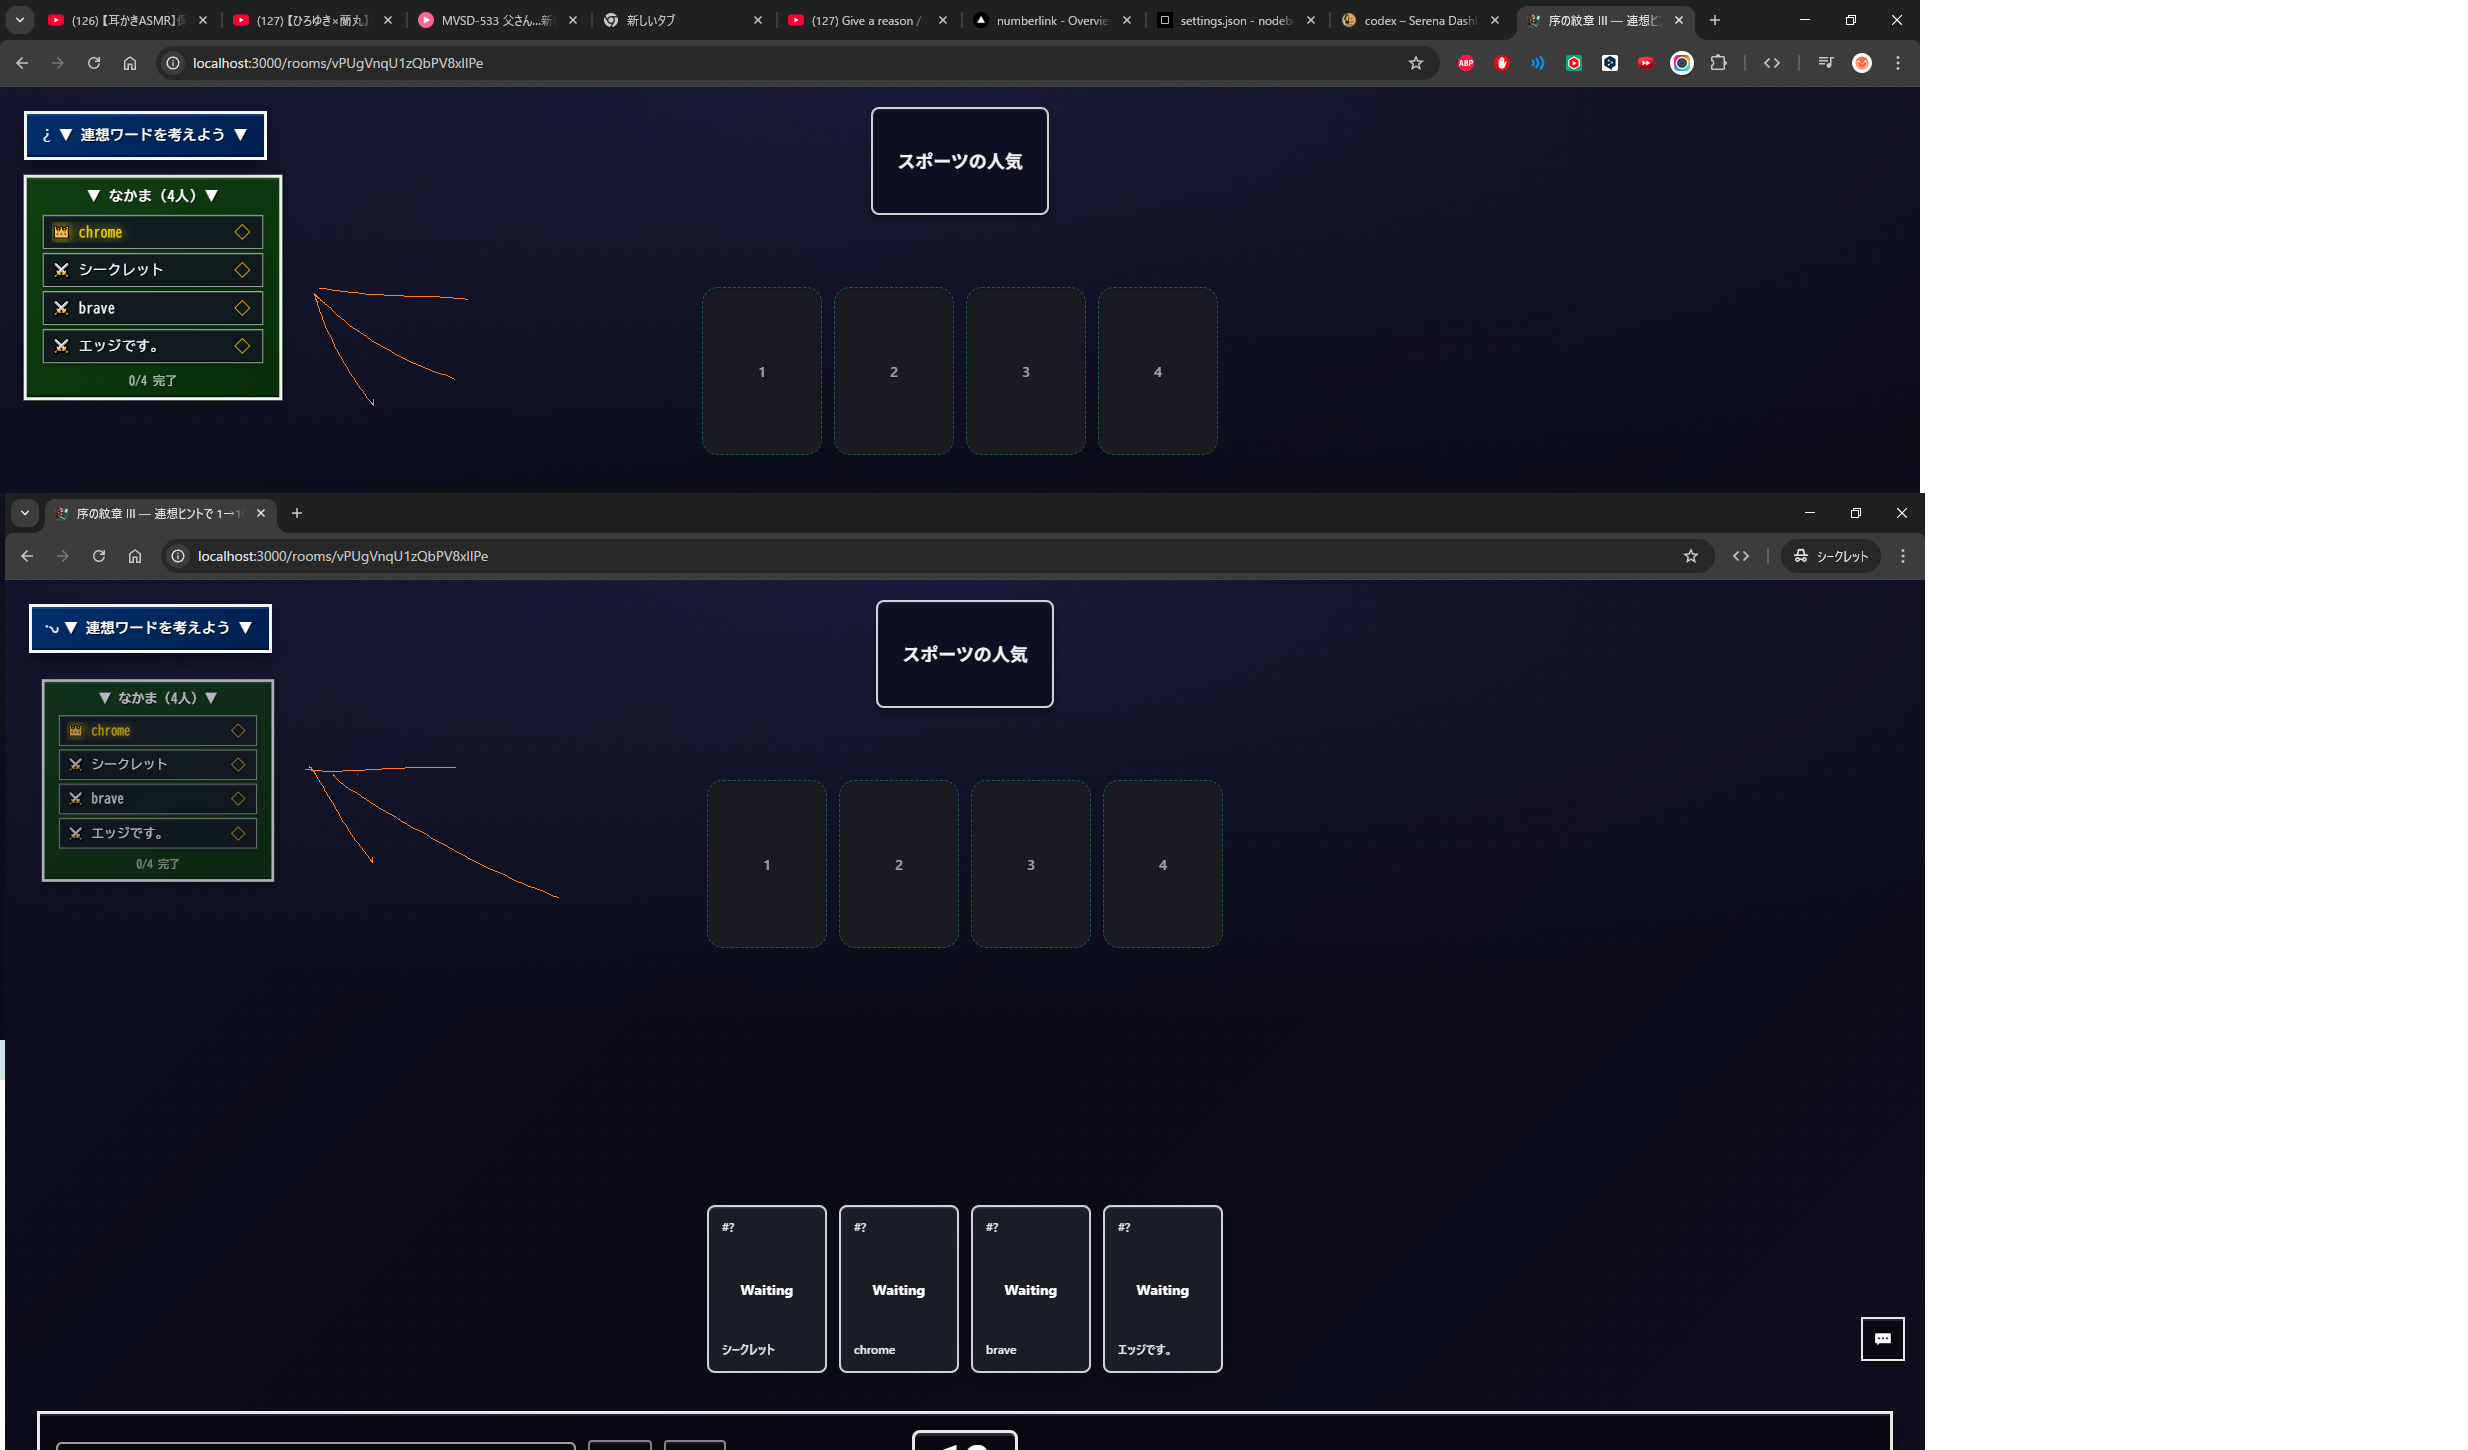 (126)【耳かきASMR】
(127)【ひろゆき×蘭丸】
MVSD-533 父さん...新
新しいタブ
(127) Give a reason /
numberlink - Overvie
settings.json - nodeb
codex – Serena Dash
序の紋章 III — 連想ヒ
localhost:3000/rooms/vPUgVnqU1zQbPV8xIlPe
ABP
¿ ▼ 連想ワードを考えよう ▼
スポーツの人気
▼ なかま（4人）▼
chrome ◇
シークレット ◇
brave ◇
エッジです。 ◇
0/4 完了
1 2 3 4
序の紋章 III — 連想ヒントで 1→1
localhost:3000/rooms/vPUgVnqU1zQbPV8xIlPe
シークレット
▼ 連想ワードを考えよう ▼
スポーツの人気
▼ なかま（4人）▼
chrome ◇
シークレット ◇
brave ◇
エッジです。 ◇
0/4 完了
1 2 3 4
#? #? #? #?
Waiting Waiting Waiting Waiting
シークレット chrome brave エッジです。